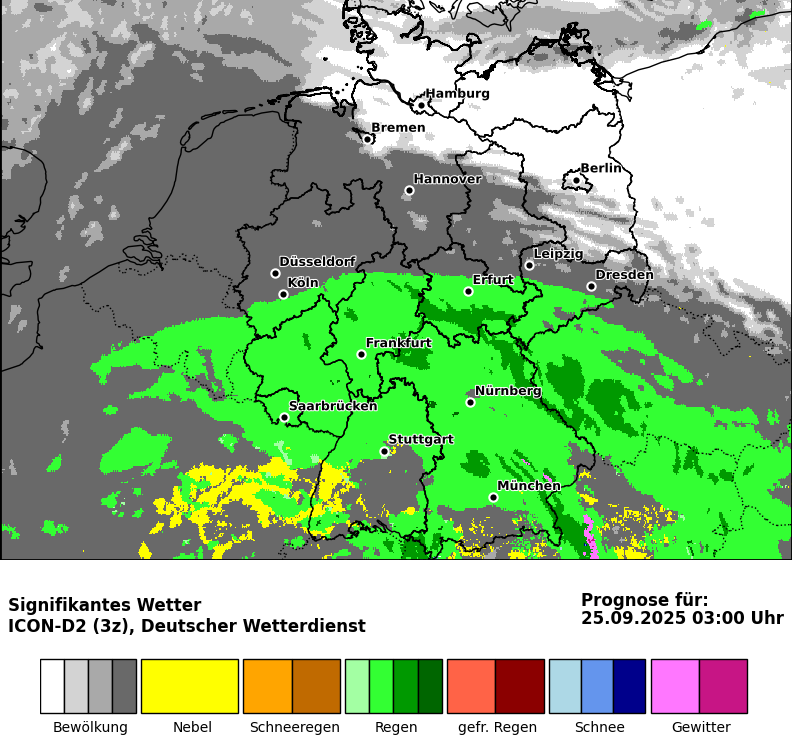 Hamburg
Bremen
Berlin
Hannover
Leipzig
Düsseldorf
Dresden
Köln
Erfurt
Frankfurt
Nürnberg
Saarbrücken
Stuttgart
München
Signifikantes Wetter
ICON-D2 (3z), Deutscher Wetterdienst
Prognose für:
25.09.2025 03:00 Uhr
Bewölkung
Nebel
Schneeregen
Regen
gefr. Regen
Schnee
Gewitter